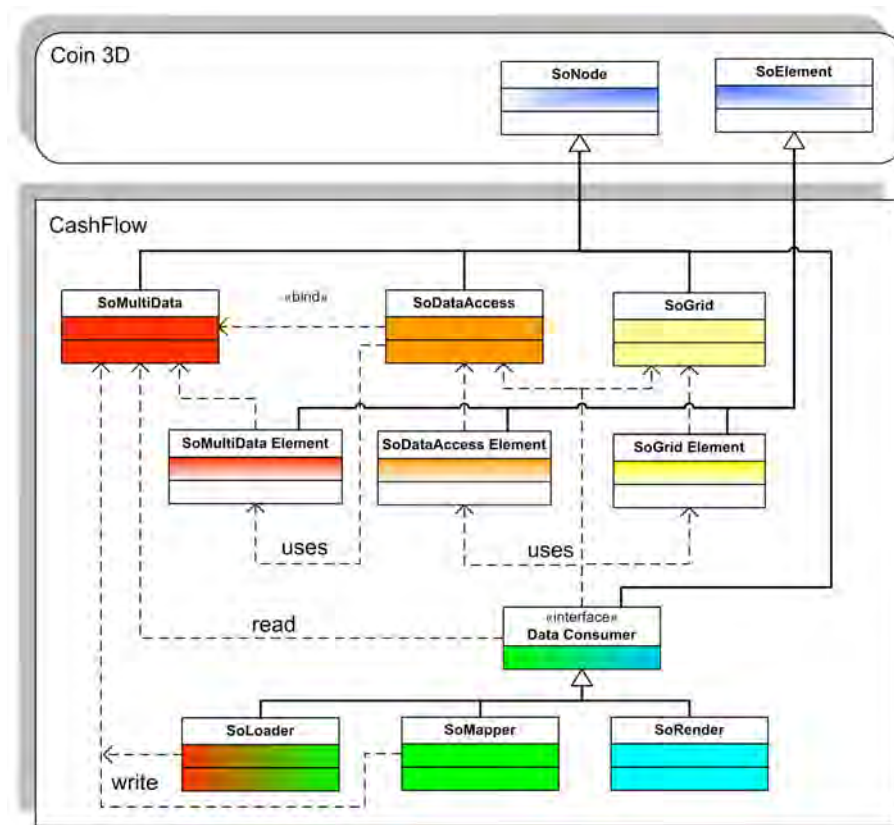 Coin 3D
SoNode
SoElement
CashFlow
SoMultiData
«bind»
SoDataAccess
SoGrid
SoMultiData Element
SoDataAccess Element
SoGrid Element
uses
uses
«interface»
Data Consumer
read
SoLoader
SoMapper
SoRender
write